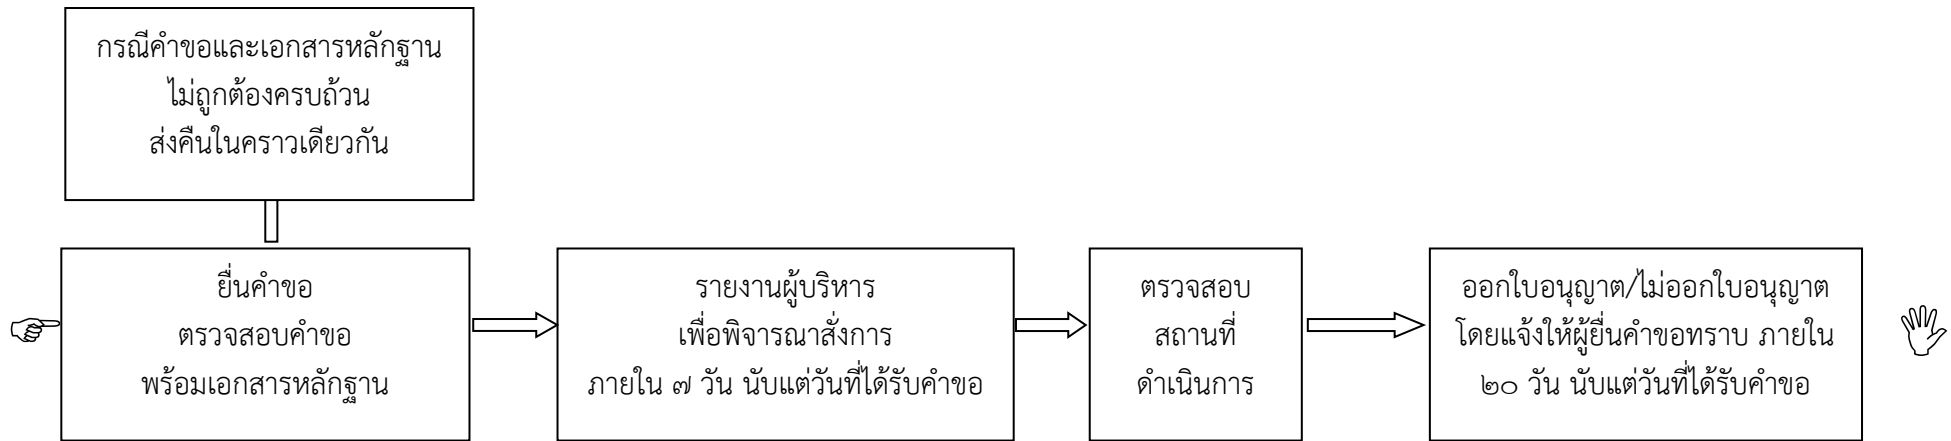 กรณีคำขอและเอกสารหลักฐาน
ไม่ถูกต้องครบถ้วน
ส่งคืนในคราวเดียวกัน
ยื่นคำขอ
ตรวจสอบคำขอ
พร้อมเอกสารหลักฐาน
รายงานผู้บริหาร
เพื่อพิจารณาสั่งการ
ภายใน ๗ วัน นับแต่วันที่ได้รับคำขอ
ตรวจสอบ
สถานที่
ดำเนินการ
ออกใบอนุญาต/ไม่ออกใบอนุญาต
โดยแจ้งให้ผู้ยื่นคำขอทราบ ภายใน
๒๐ วัน นับแต่วันที่ได้รับคำขอ